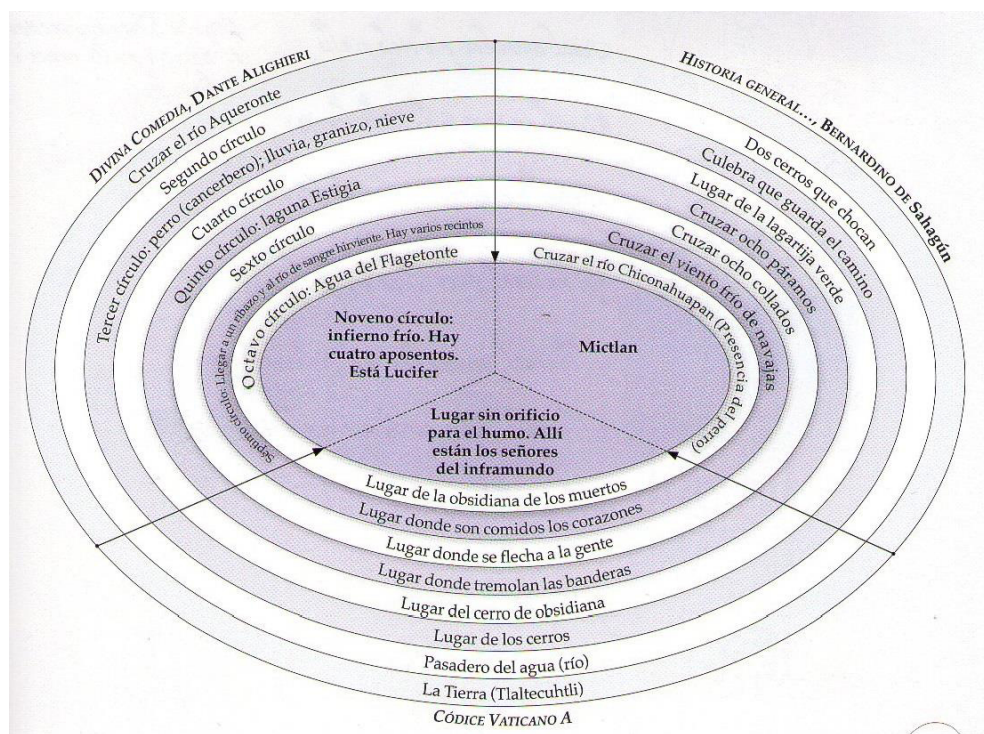 DIVINA COMEDIA, DANTE ALIGHIERI
Cruzar el río Aqueronte
Segundo círculo
Tercer círculo: perro (cancerbero); lluvia, granizo, nieve
Cuarto círculo
Quinto círculo: laguna Estigia
Sexto círculo
Séptimo círculo: Llegar a un ribazo y al río de sangre hirviente. Hay varios recintos
Octavo círculo: Agua del Flagetonte
Noveno círculo:
infierno frío. Hay
cuatro aposentos.
Está Lucifer
HISTORIA GENERAL..., BERNARDINO DE SAHAGÚN
Dos cerros que chocan
Culebra que guarda el camino
Lugar de la lagartija verde
Cruzar ocho páramos
Cruzar ocho collados
Cruzar el viento frío de navajas
Cruzar el río Chiconahuapan (Presencia del perro)
Mictlan
Lugar sin orificio
para el humo. Allí
están los señores
del inframundo
Lugar de la obsidiana de los muertos
Lugar donde son comidos los corazones
Lugar donde se flecha a la gente
Lugar donde tremolan las banderas
Lugar del cerro de obsidiana
Lugar de los cerros
Pasadero del agua (río)
La Tierra (Tlaltecuhtli)
CÓDICE VATICANO A